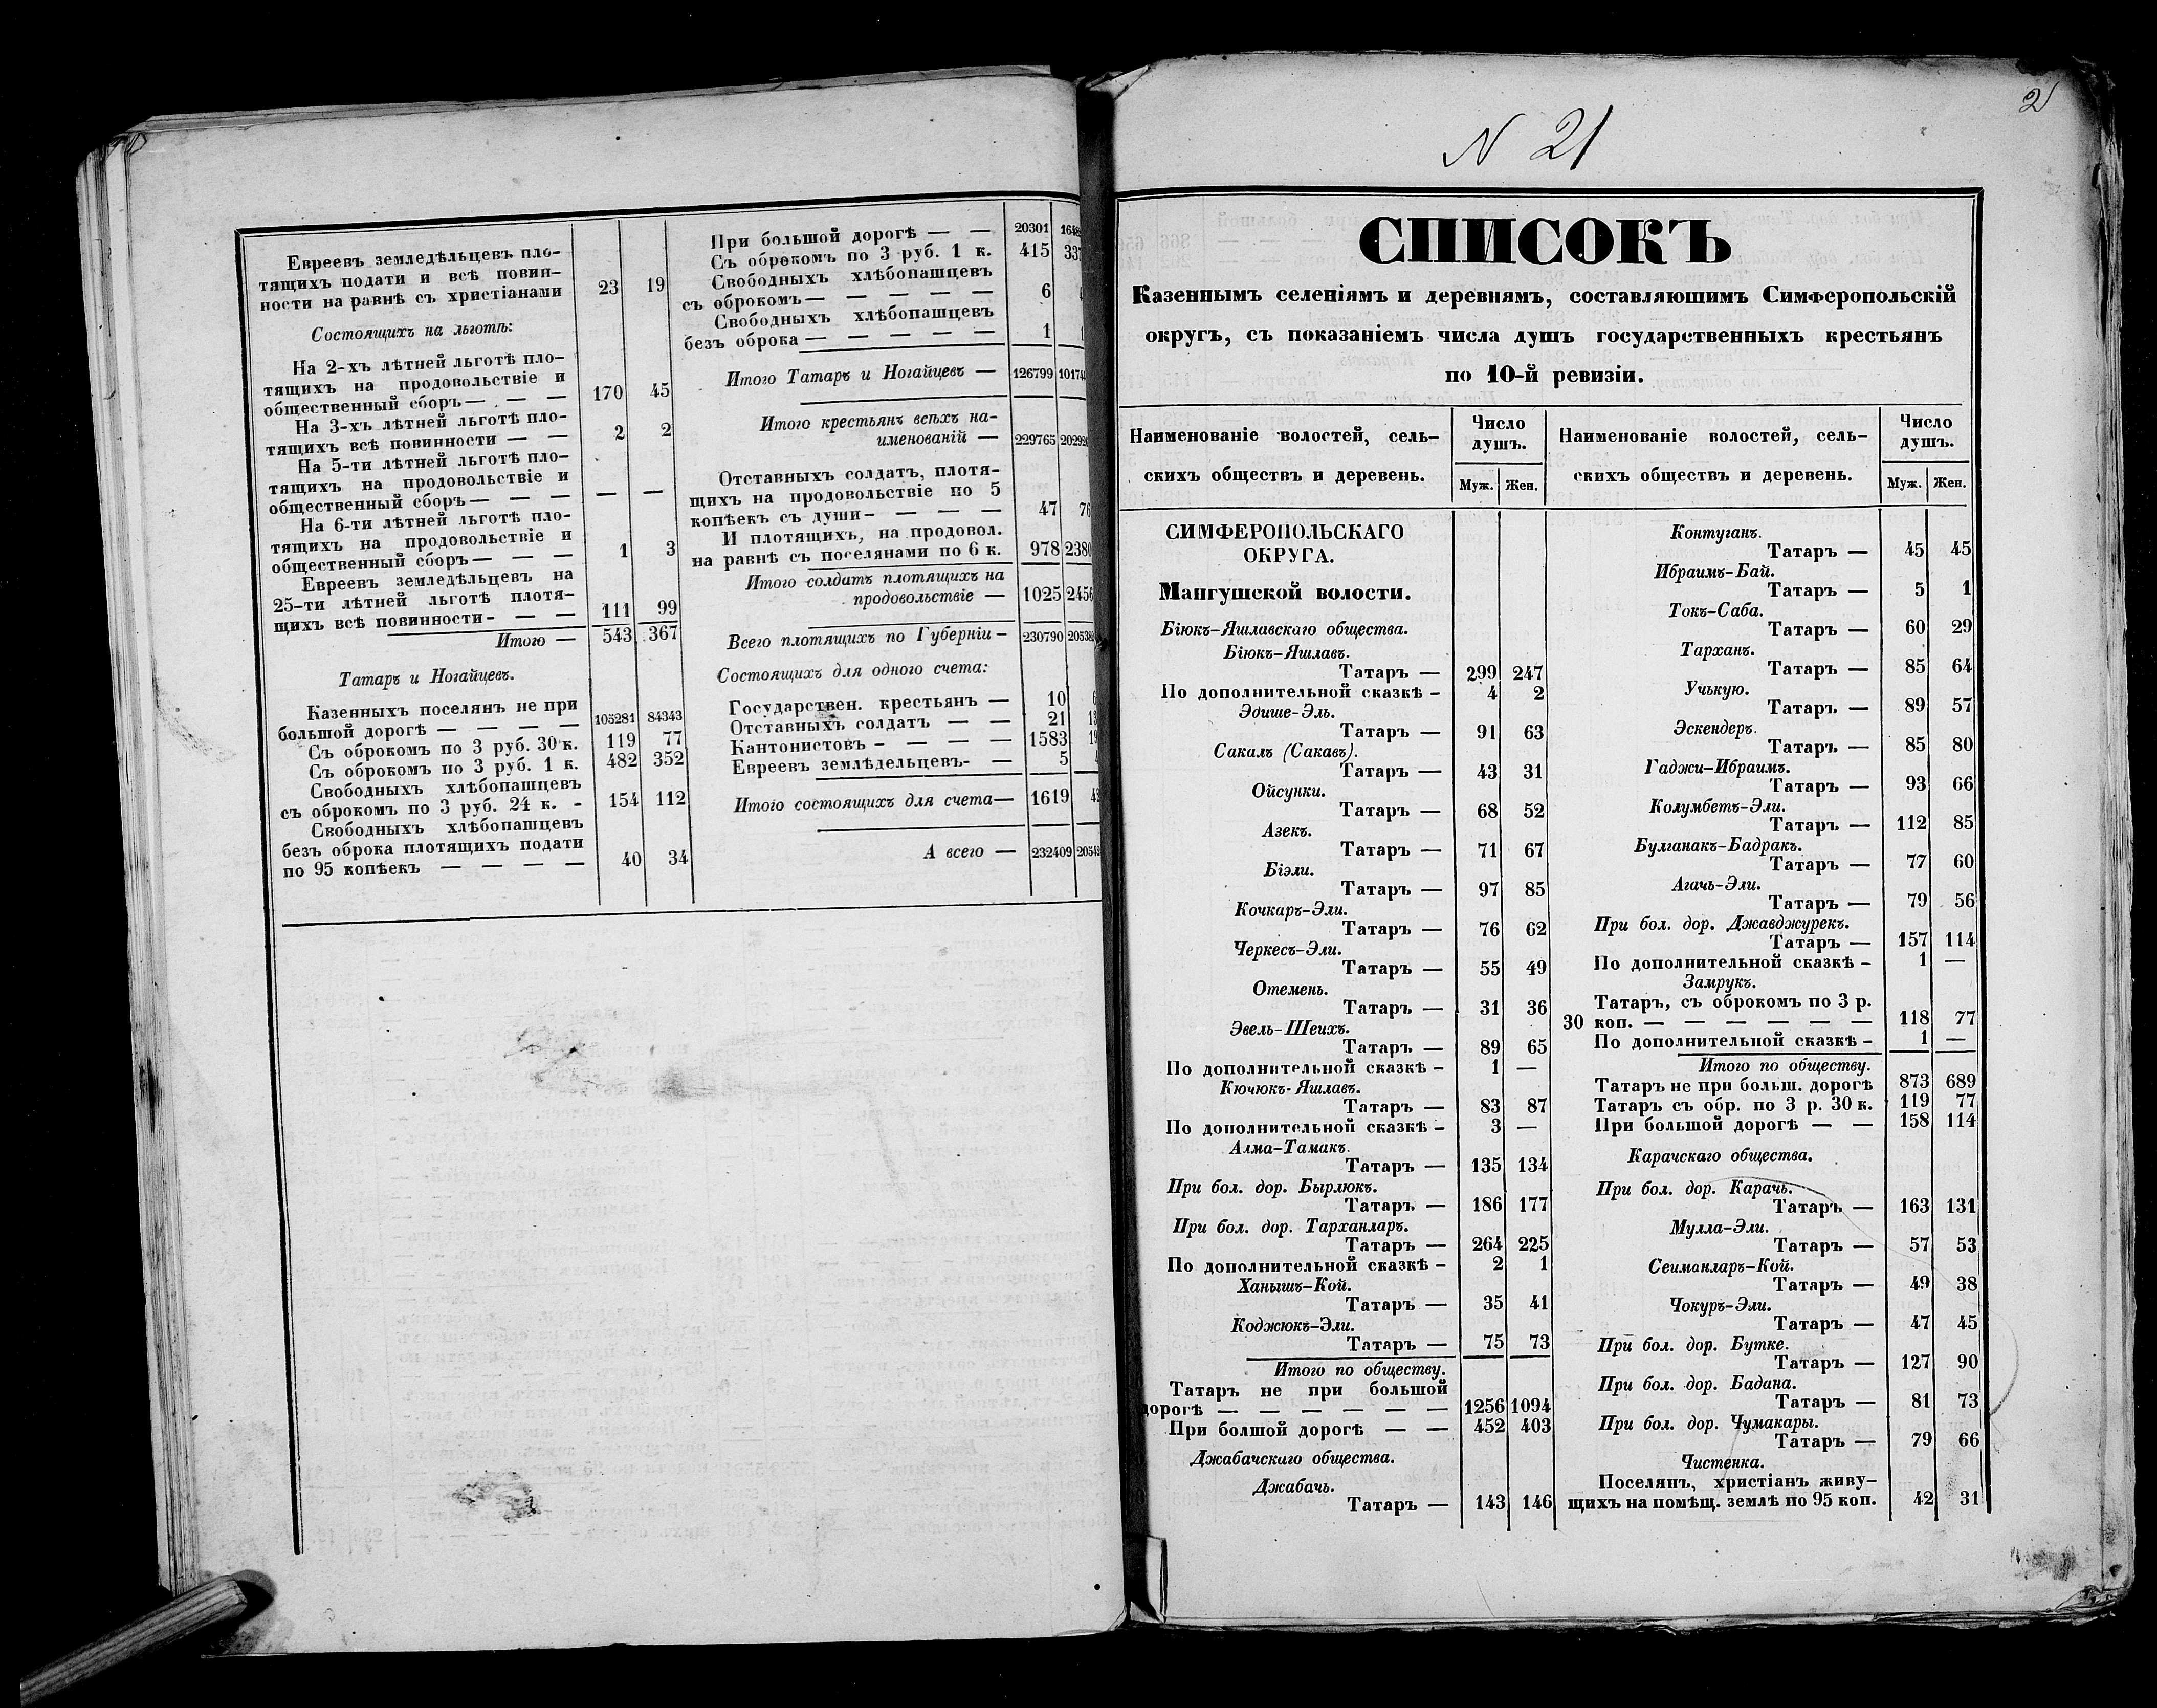 Евреевъ земледѣльцевъ пло-
тящихъ подати и всѣ повин-
ности на равнѣ съ христіанами 23 19
Состоящихъ на льготѣ:
На 2-хъ лѣтней льготѣ пло-
тящихъ на продовольствіе и
общественный сборъ — — — 170 45
На 3-хъ лѣтней льготѣ пло-
тящихъ всѣ повинности — — 2 2
На 5-ти лѣтней льготѣ пло-
тящихъ на продовольствіе и
общественный сборъ — — — — —
На 6-ти лѣтней льготѣ пло-
тящихъ на продовольствіе и
общественный сборъ — — — 1 3
Евреевъ земледѣльцевъ на
25-ти лѣтней льготѣ плотя-
щихъ всѣ повинности - — — 111 99
Итого — 543 367
Татаръ и Ногайцевъ.
Казенныхъ поселянъ не при
большой дорогѣ — — — — 105281 84343
Съ оброкомъ по 3 руб. 30 к. 119 77
Съ оброкомъ по 3 руб. 1 к. 482 352
Свободныхъ хлѣбопашцевъ
съ оброкомъ по 3 руб. 24 к. - 154 112
Свободныхъ хлѣбопашцевъ
безъ оброка плотящихъ подати
по 95 копѣекъ — — — — 40 34
При большой дорогѣ — — 20301
Съ оброкомъ по 3 руб. 1 к. 415 337
Свободныхъ хлѣбопашцевъ
съ оброкомъ — — — — — 6
Свободныхъ хлѣбопашцевъ
безъ оброка — — — — — 1
Итого Татаръ и Ногайцевъ — 126799
Итого крестьянъ всѣхъ на-
именованій — 229765
Отставныхъ солдатъ, плотя-
щихъ на продовольствіе по 5
копѣекъ съ души - — — — 47 76
И плотящихъ, на продовол.
на равнѣ съ поселянами по 6 к. 978 2380
Итого солдатъ плотящихъ на
продовольствіе — 1025 2456
Всего плотящихъ по Губерніи - 230790
Состоящихъ для одного счета:
Государствен. крестьянъ — 10
Отставныхъ солдатъ — — 21
Кантонистовъ - — — — 1583
Евреевъ землѣдельцевъ- — 5
Итого состоящихъ для счета — 1619
А всего — 232409
2
N 21
СПИСОКЪ
Казеннымъ селеніямъ и деревнямъ, составляющимъ Симферопольскій
округъ, съ показаніемъ числа душъ государственныхъ крестьянъ
по 10-й ревизіи.
Наименованіе волостей, сель-
скихъ обществъ и деревень.
Число
душъ.
Муж. Жен.
Наименованіе волостей, сель-
скихъ обществъ и деревень.
Число
душъ.
Муж. Жен.
СИМФЕРОПОЛЬСКАГО
ОКРУГА.
Мангушской волости.
Біюкъ-Яшлавскаго общества.
Біюкъ-Яшлавъ.
Татаръ — 299 247
По дополнительной сказкѣ - 4 2
Эдише-Эль.
Татаръ — 91 63
Сакалъ (Сакавъ).
Татаръ — 43 31
Ойсунки.
Татаръ — 68 52
Азекъ.
Татаръ — 71 67
Біэли.
Татаръ — 97 85
Кочкаръ-Эли.
Татаръ — 76 62
Черкесъ-Эли.
Татаръ — 55 49
Отемень.
Татаръ — 31 36
Эвель-Шеихъ.
Татаръ — 89 65
По дополнительной сказкѣ - 1 —
Кючюкъ-Яшлавъ.
Татаръ — 83 87
По дополнительной сказкѣ - 3 —
Алма-Тамакъ.
Татаръ — 135 134
При бол. дор. Бырлюкъ.
Татаръ — 186 177
При бол. дор. Тарханларъ.
Татаръ — 264 225
По дополнительной сказкѣ - 2 1
Ханышъ-Кой.
Татаръ — 35 41
Коджюкъ-Эли.
Татаръ — 75 73
Итого по обществу.
Татаръ не при большой
дорогѣ — — — — — — 1256 1094
При болшой дорогѣ — — 452 403
Джабачскаго общества.
Джабачь.
Татаръ — 143 146
Контуганъ.
Татаръ — 45 45
Ибраимъ-Бай.
Татаръ — 5 1
Токъ-Саба.
Татаръ — 60 29
Тарханъ.
Татаръ — 85 64
Учькую.
Татаръ — 89 57
Эскендеръ.
Татаръ — 85 80
Гаджи-Ибраимъ.
Татаръ — 93 66
Колумбетъ-Эли.
Татаръ — 112 85
Булганакъ-Бадракъ.
Татаръ — 77 60
Агачь-Эли.
Татаръ — 79 56
При бол. дор. Джавджурекъ.
Татаръ — 157 114
По дополнительной сказкѣ - 1 —
Замрукъ.
Татаръ, съ оброкомъ по 3 р.
30 коп. — — — — — — 118 77
По дополнительной сказкѣ - 1 —
Итого по обществу.
Татаръ не при больш. дорогѣ 873 689
Татаръ съ обр. по 3 р. 30 к. 119 77
При большой дорогѣ — — 158 114
Карачскаго общества.
При бол. дор. Карачь.
Татаръ — 163 131
Мулла-Эли.
Татаръ — 57 53
Сеиманларъ-Кой.
Татаръ — 49 38
Чокуръ-Эли.
Татаръ — 47 45
При бол. дор. Бутке.
Татаръ — 127 90
При бол. дор. Бадана.
Татаръ — 81 73
При бол. дор. Чумакары.
Татаръ — 79 66
Чистенка.
Поселянъ, христіанъ живу-
щихъ на помѣщ. землѣ по 95 коп. 42 31